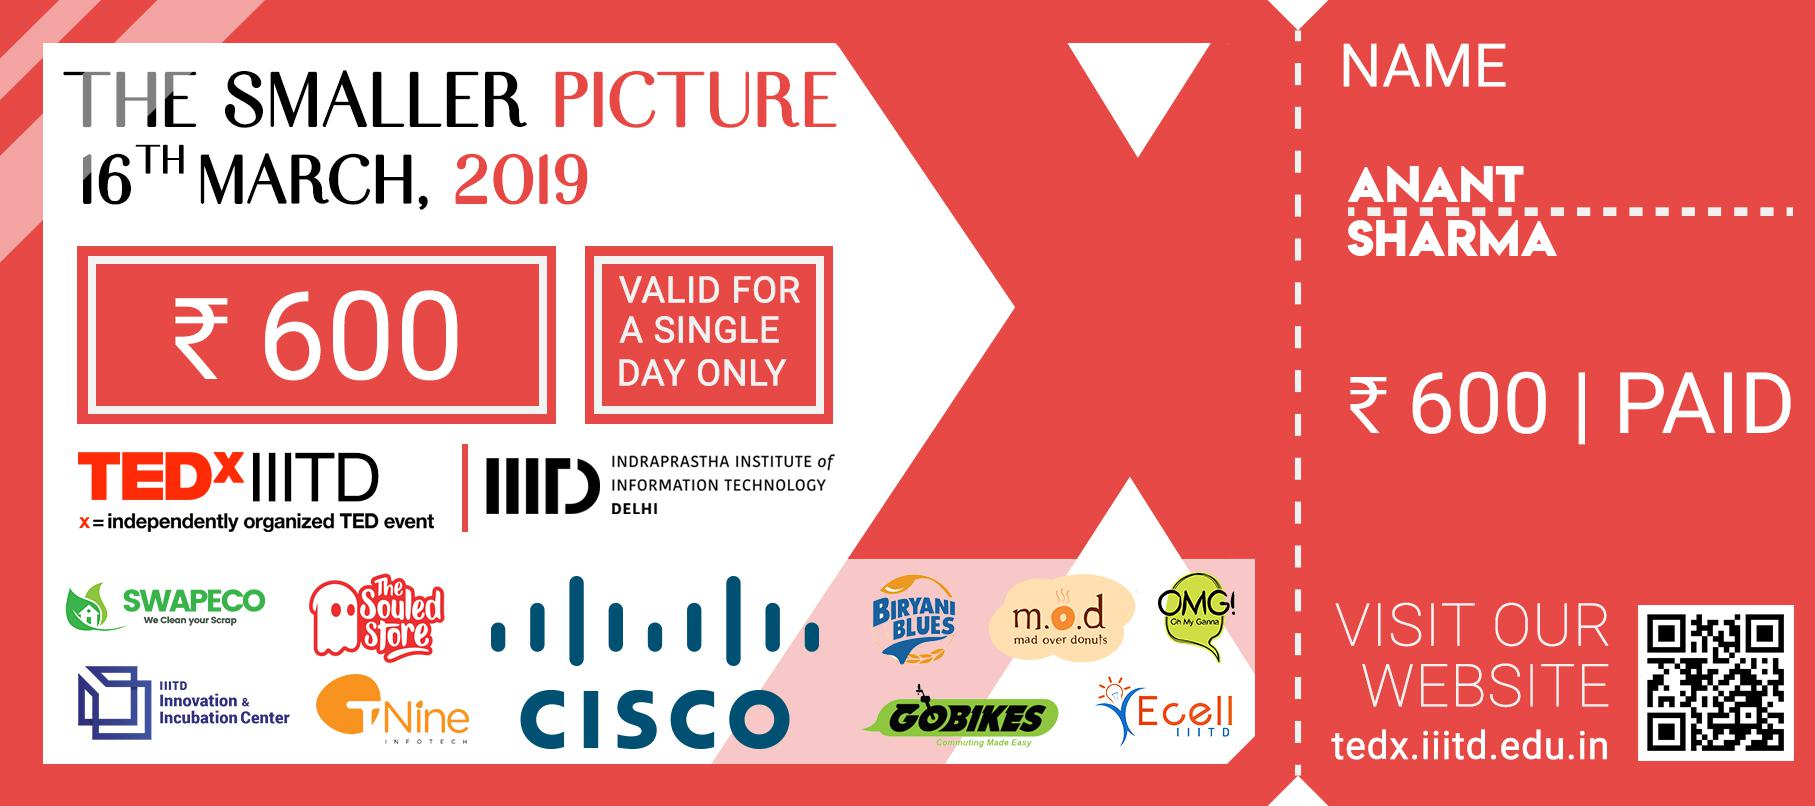 THE SMALLER PICTURE
16TH MARCH, 2019
₹ 600
VALID FOR
A SINGLE
DAY ONLY
TEDxIIITD
x = independently organized TED event
IIITD
INDRAPRASTHA INSTITUTE of
INFORMATION TECHNOLOGY
DELHI
SWAPECO
We Clean your Scrap
The
Souled
Store
CISCO
BIRYANI
BLUES
m.o.d
mad over donuts
OMG!
Oh My Ganna
IIITD
Innovation &
Incubation Center
GNine
INFOTECH
GOBIKES
Commuting Made Easy
Ecell
IIITD
NAME
ANANT
SHARMA
₹ 600 | PAID
VISIT OUR
WEBSITE
tedx.iiitd.edu.in